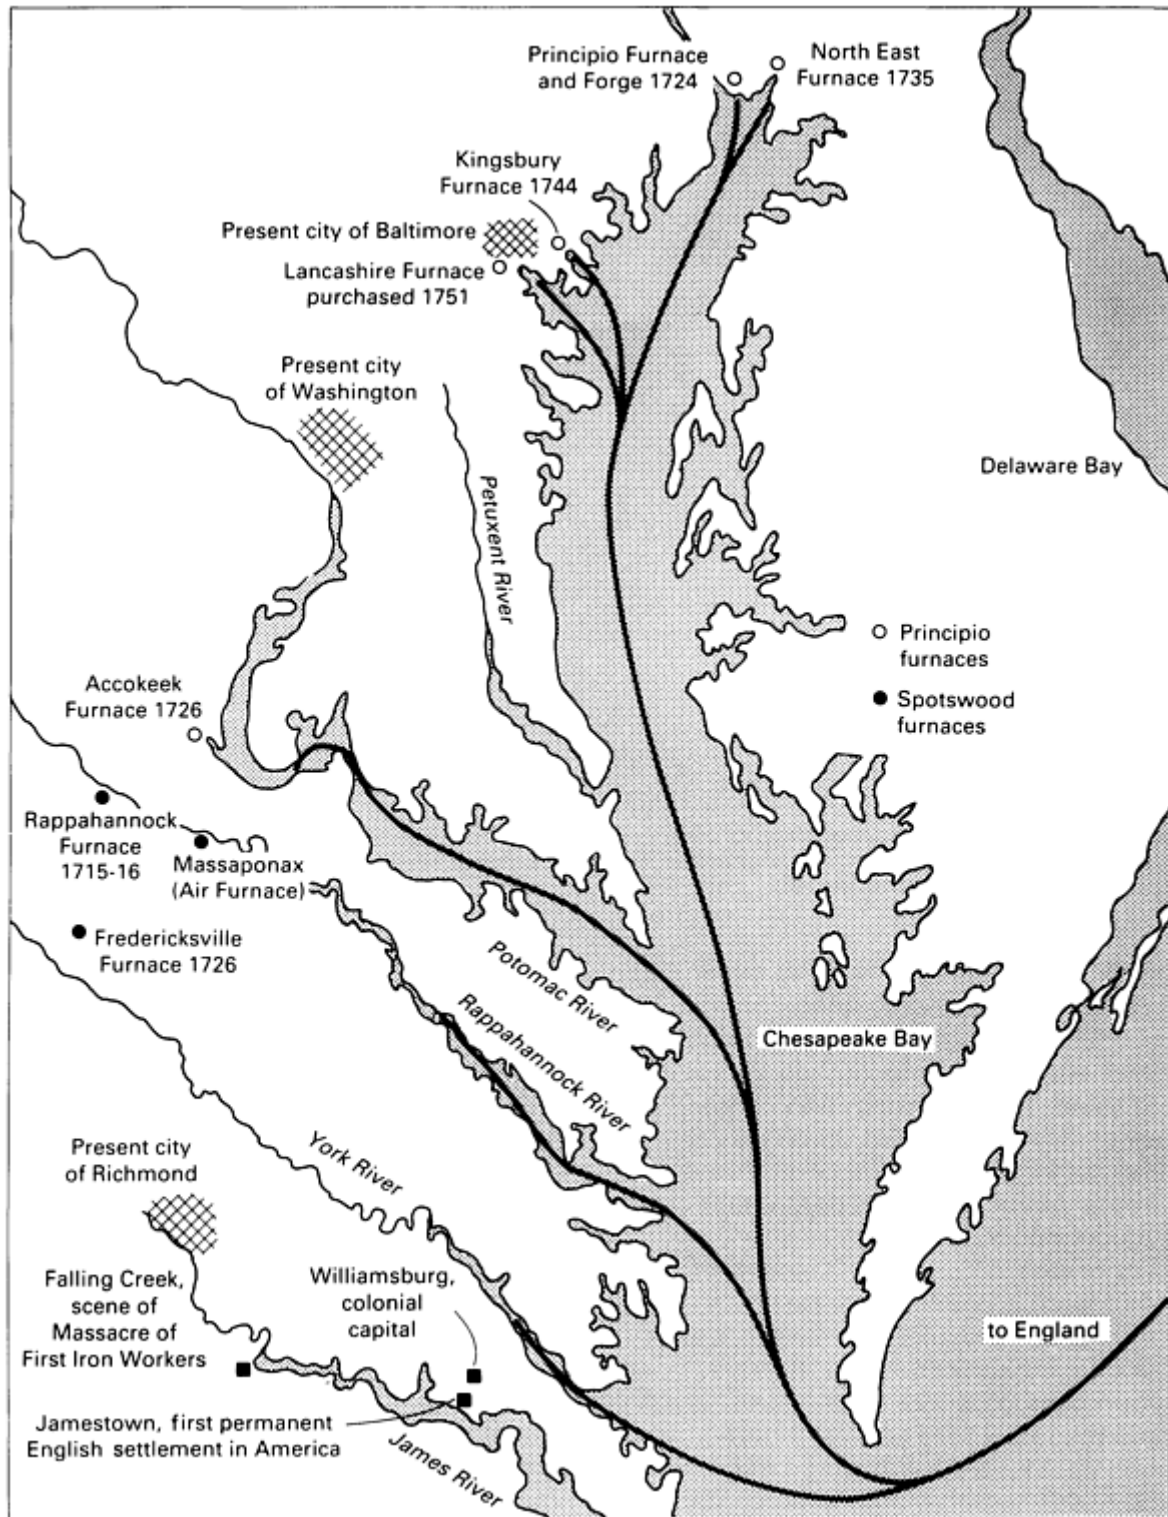 Principio Furnace
and Forge 1724
North East
Furnace 1735
Kingsbury
Furnace 1744
Present city of Baltimore
Lancashire Furnace
purchased 1751
Present city
of Washington
Petuxent River
Delaware Bay
Principio
furnaces
Spotswood
furnaces
Accokeek
Furnace 1726
Rappahannock
Furnace
1715-16
Massaponax
(Air Furnace)
Fredericksville
Furnace 1726
Potomac River
Rappahannock River
Chesapeake Bay
York River
Present city
of Richmond
Falling Creek,
scene of
Massacre of
First Iron Workers
Williamsburg,
colonial
capital
to England
Jamestown, first permanent
English settlement in America
James River